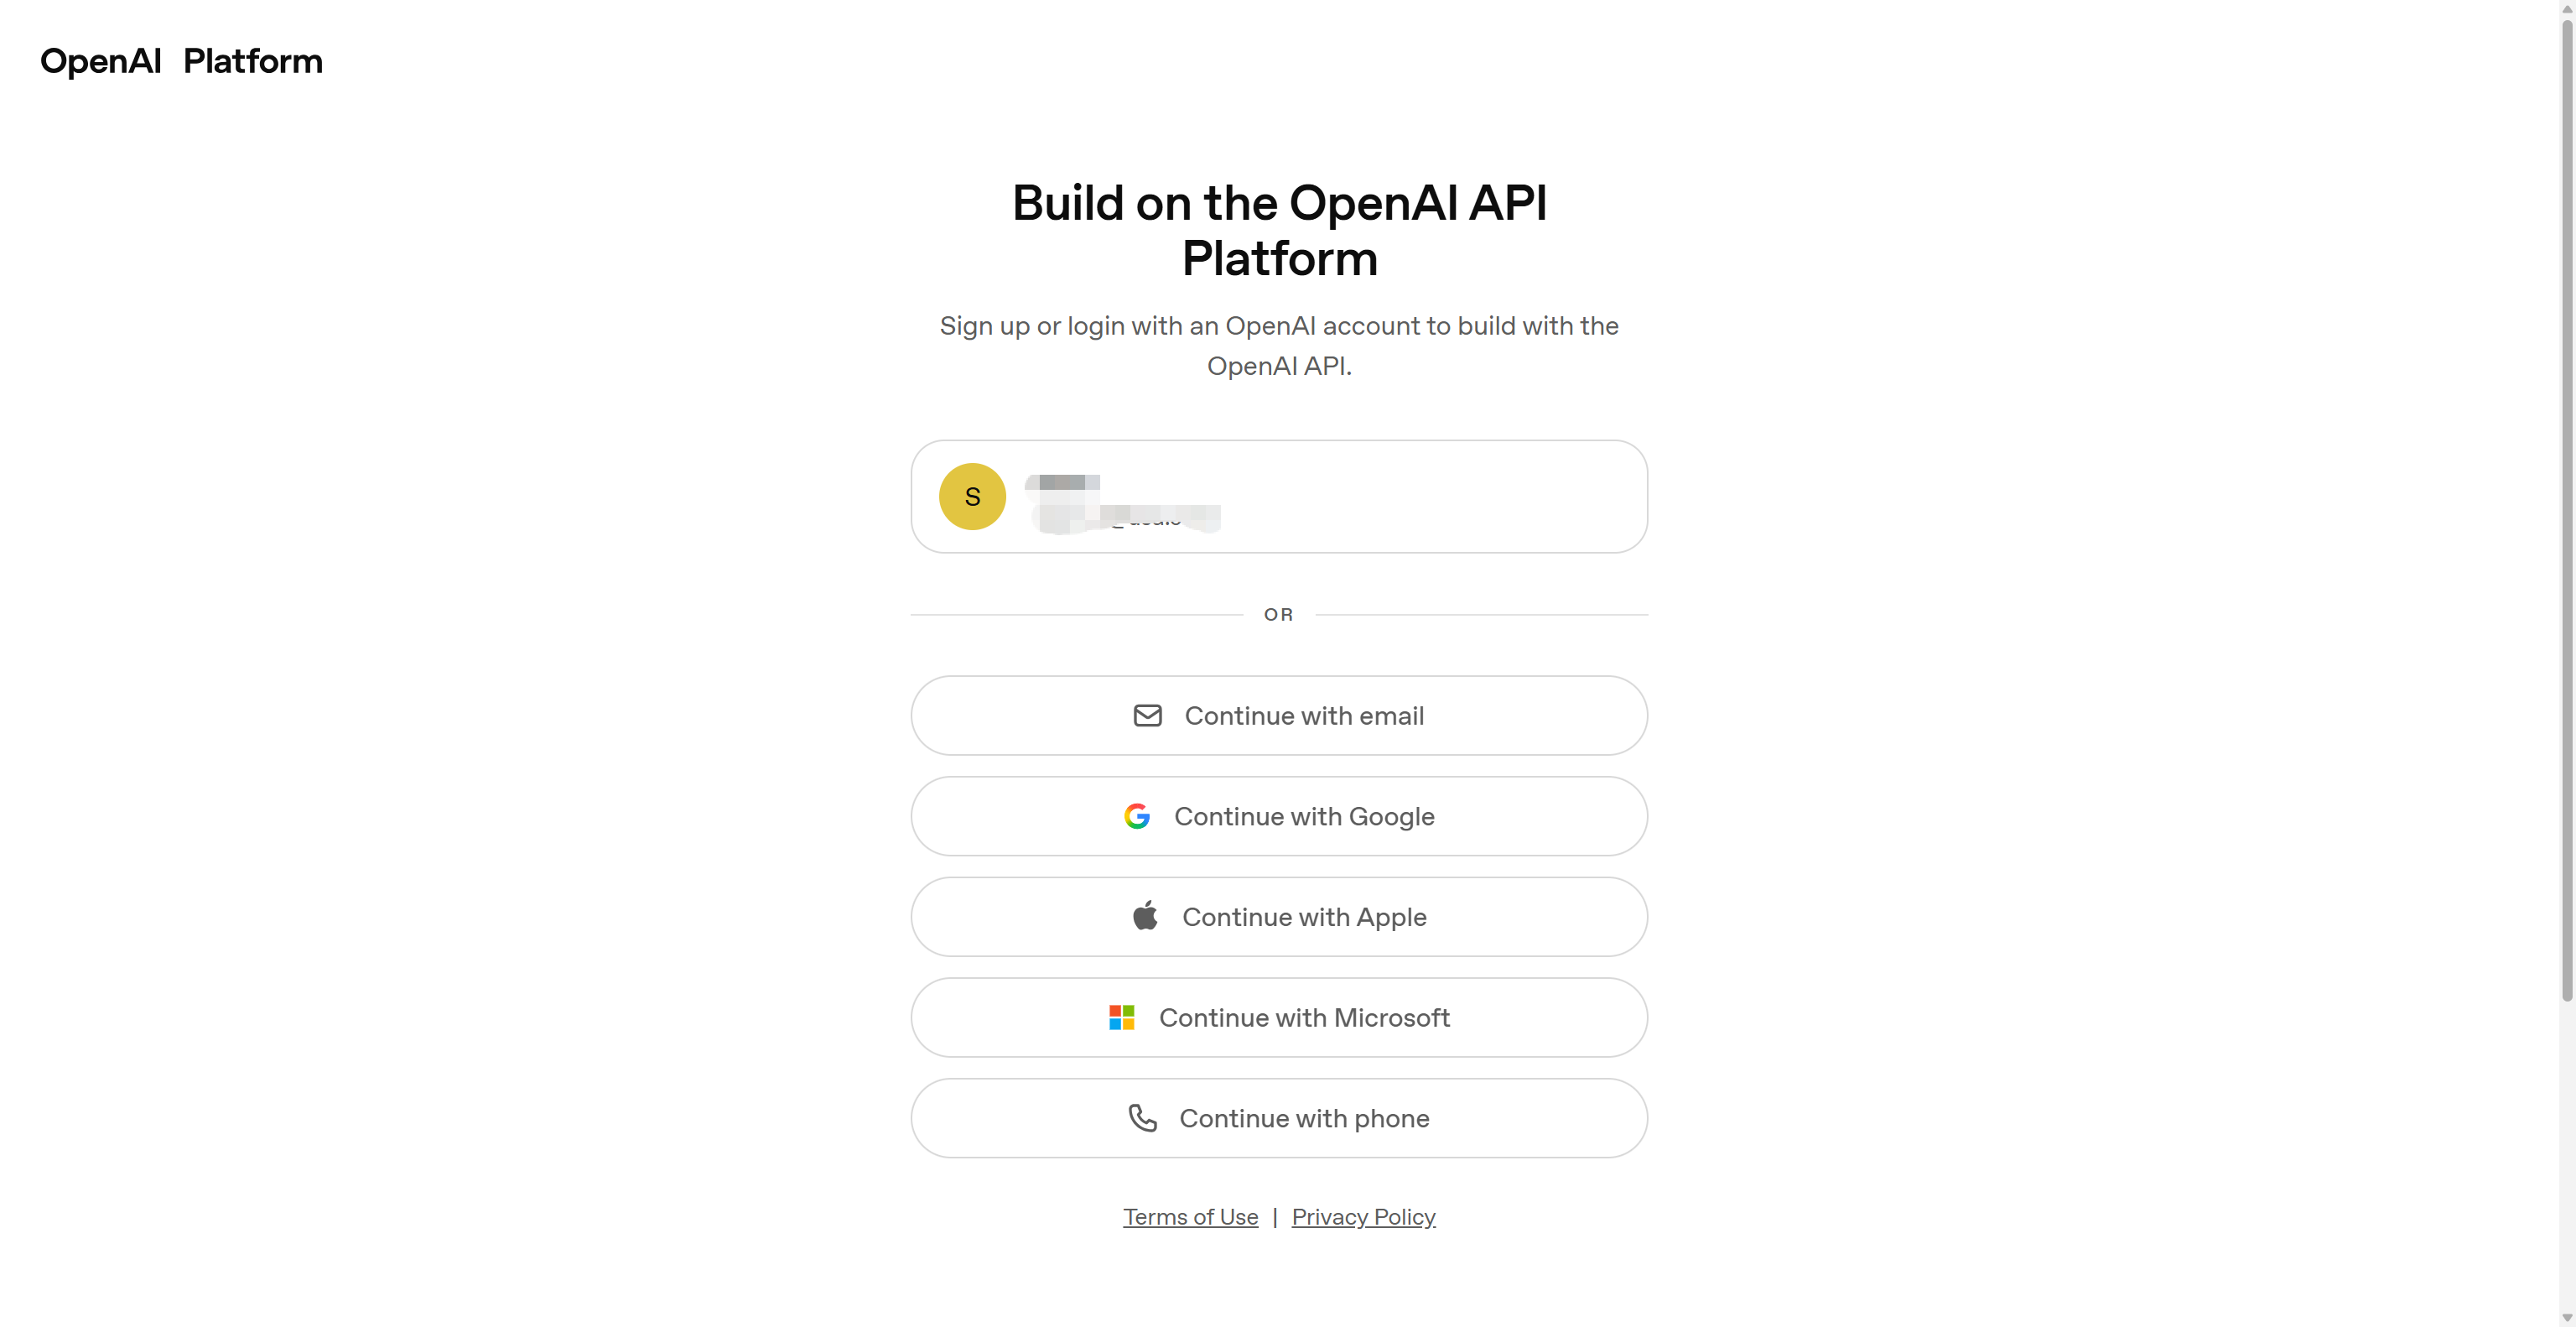 OpenAI Platform
Build on the OpenAI API
Platform
Sign up or login with an OpenAI account to build with the
OpenAI API.
S
OR
Continue with email
Continue with Google
Continue with Apple
Continue with Microsoft
Continue with phone
Terms of Use | Privacy Policy